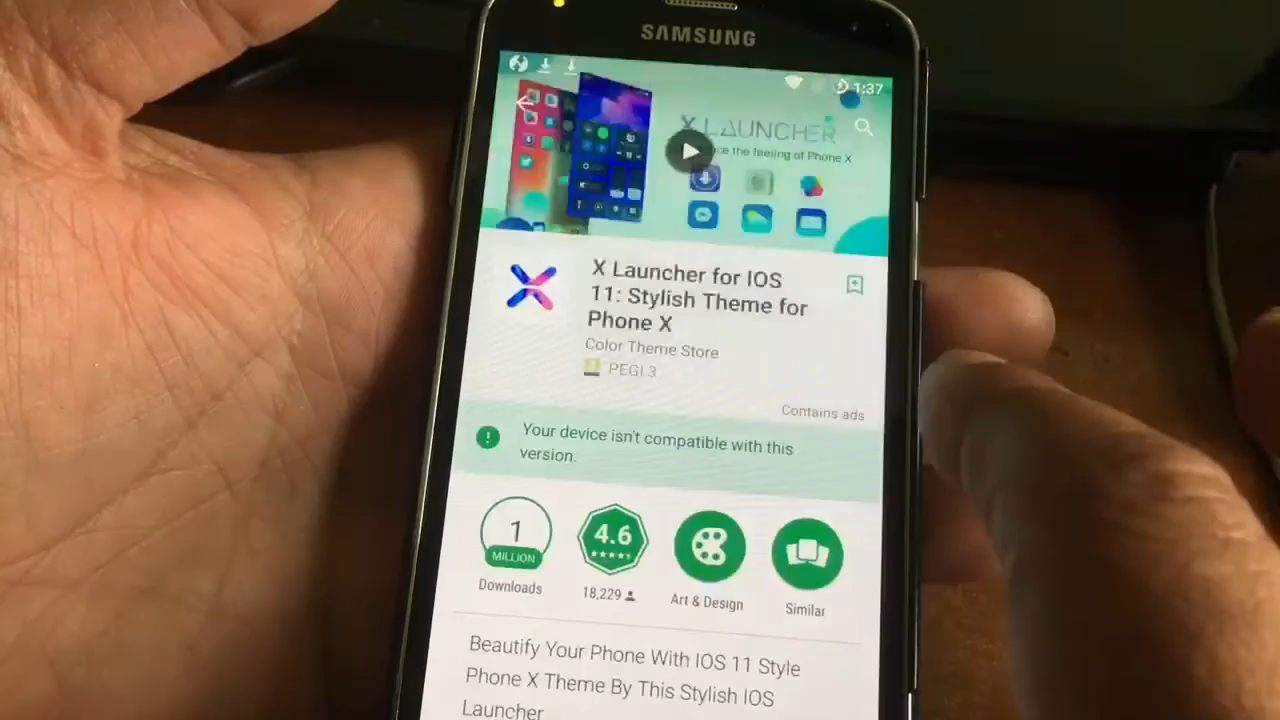 SAMSUNG
1:37
X LAUNCHER
ce the feeling of Phone X
X Launcher for IOS
11: Stylish Theme for
Phone X
Color Theme Store
PEGI 3
Contains ads
Your device isn't compatible with this
version.
1
MILLION
Downloads
4.6
18,229
Art & Design
Similar
Beautify Your Phone With IOS 11 Style
Phone X Theme By This Stylish IOS
Launcher